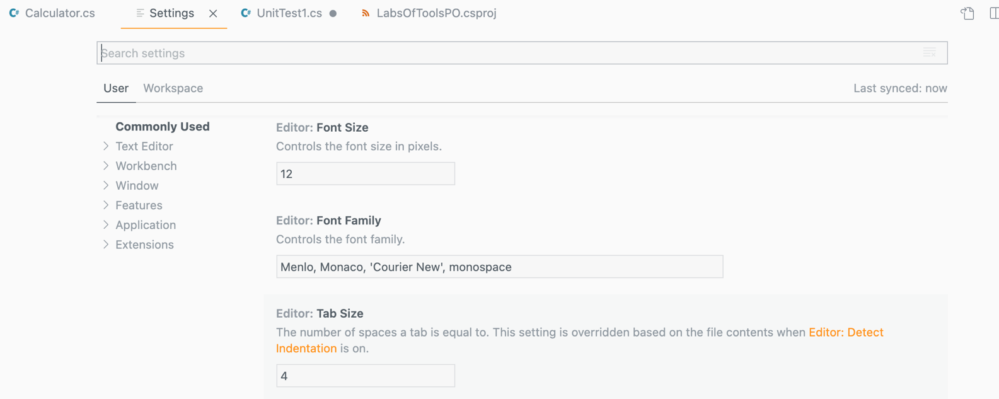 Calculator.cs
Settings
UnitTest1.cs
LabsOfToolsPO.csproj
Search settings
User
Workspace
Last synced: now
Commonly Used
Text Editor
Workbench
Window
Features
Application
Extensions
Editor: Font Size
Controls the font size in pixels.
12
Editor: Font Family
Controls the font family.
Menlo, Monaco, 'Courier New', monospace
Editor: Tab Size
The number of spaces a tab is equal to. This setting is overridden based on the file contents when Editor: Detect
Indentation is on.
4